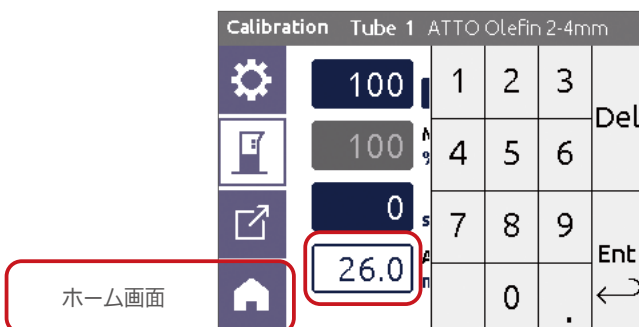 Calibration Tube 1 ATTO Olefin 2-4mm
100
100
0
26.0
1 2 3
Del
4 5 6
7 8 9
Ent
0 .
ホーム画面